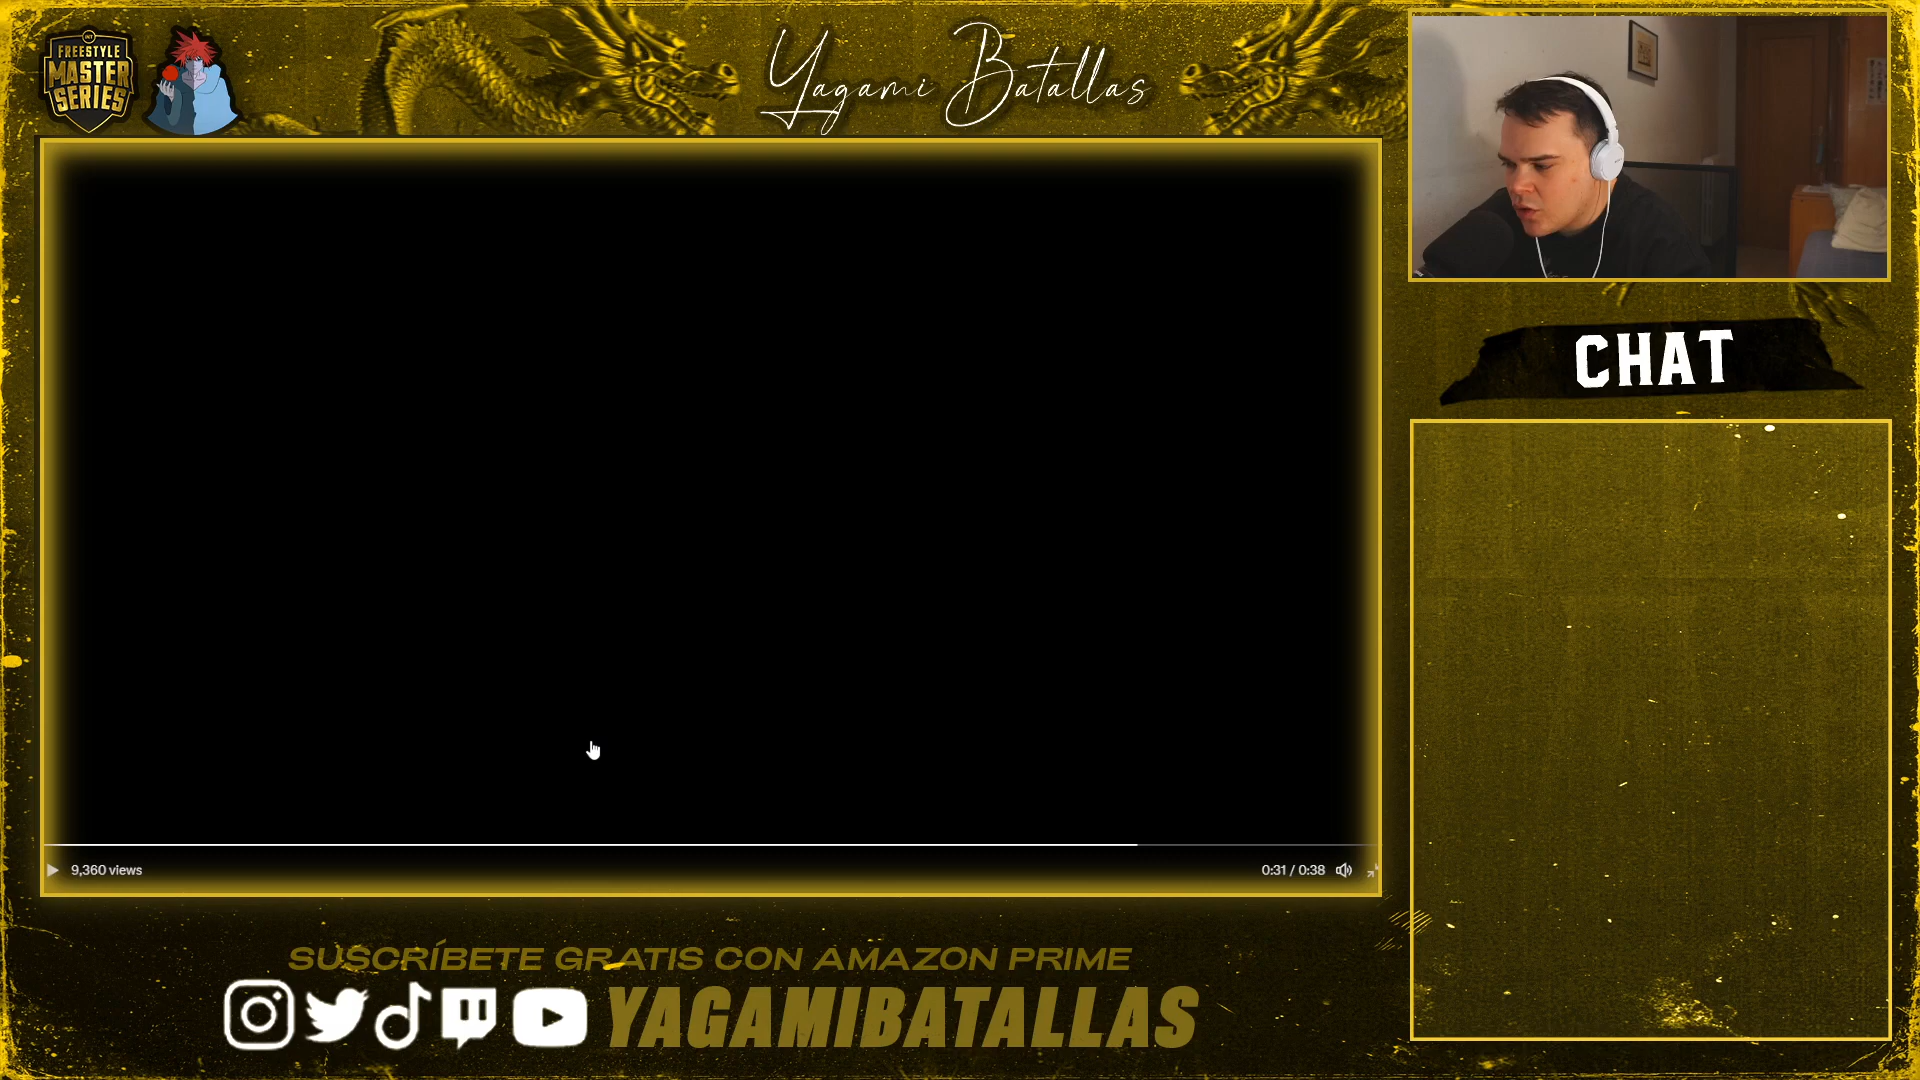 INT
FREESTYLE
MASTER
SERIES
Yagami Batallas
CHAT
9,360 views
0:31 / 0:38
SUSCRÍBETE GRATIS CON AMAZON PRIME
YAGAMIBATALLAS